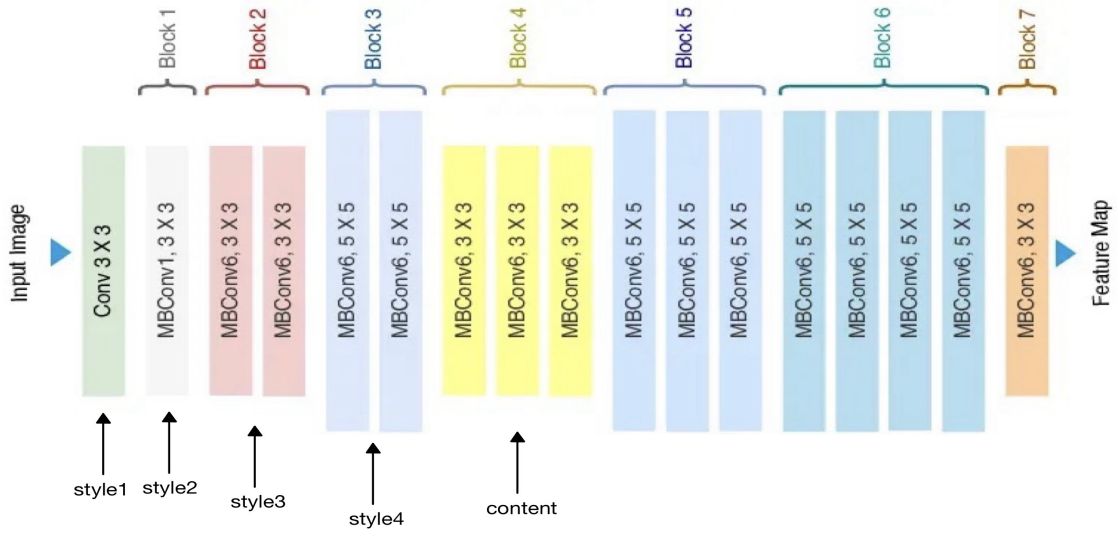 Block 1
Block 2
Block 3
Block 4
Block 5
Block 6
Block 7
Input Image
Conv 3 X 3
MBConv1, 3 X 3
MBConv6, 3 X 3
MBConv6, 3 X 3
MBConv6, 5 X 5
MBConv6, 5 X 5
MBConv6, 3 X 3
MBConv6, 3 X 3
MBConv6, 3 X 3
MBConv6, 5 X 5
MBConv6, 5 X 5
MBConv6, 5 X 5
MBConv6, 5 X 5
MBConv6, 5 X 5
MBConv6, 5 X 5
MBConv6, 5 X 5
MBConv6, 3 X 3
Feature Map
style1
style2
style3
style4
content